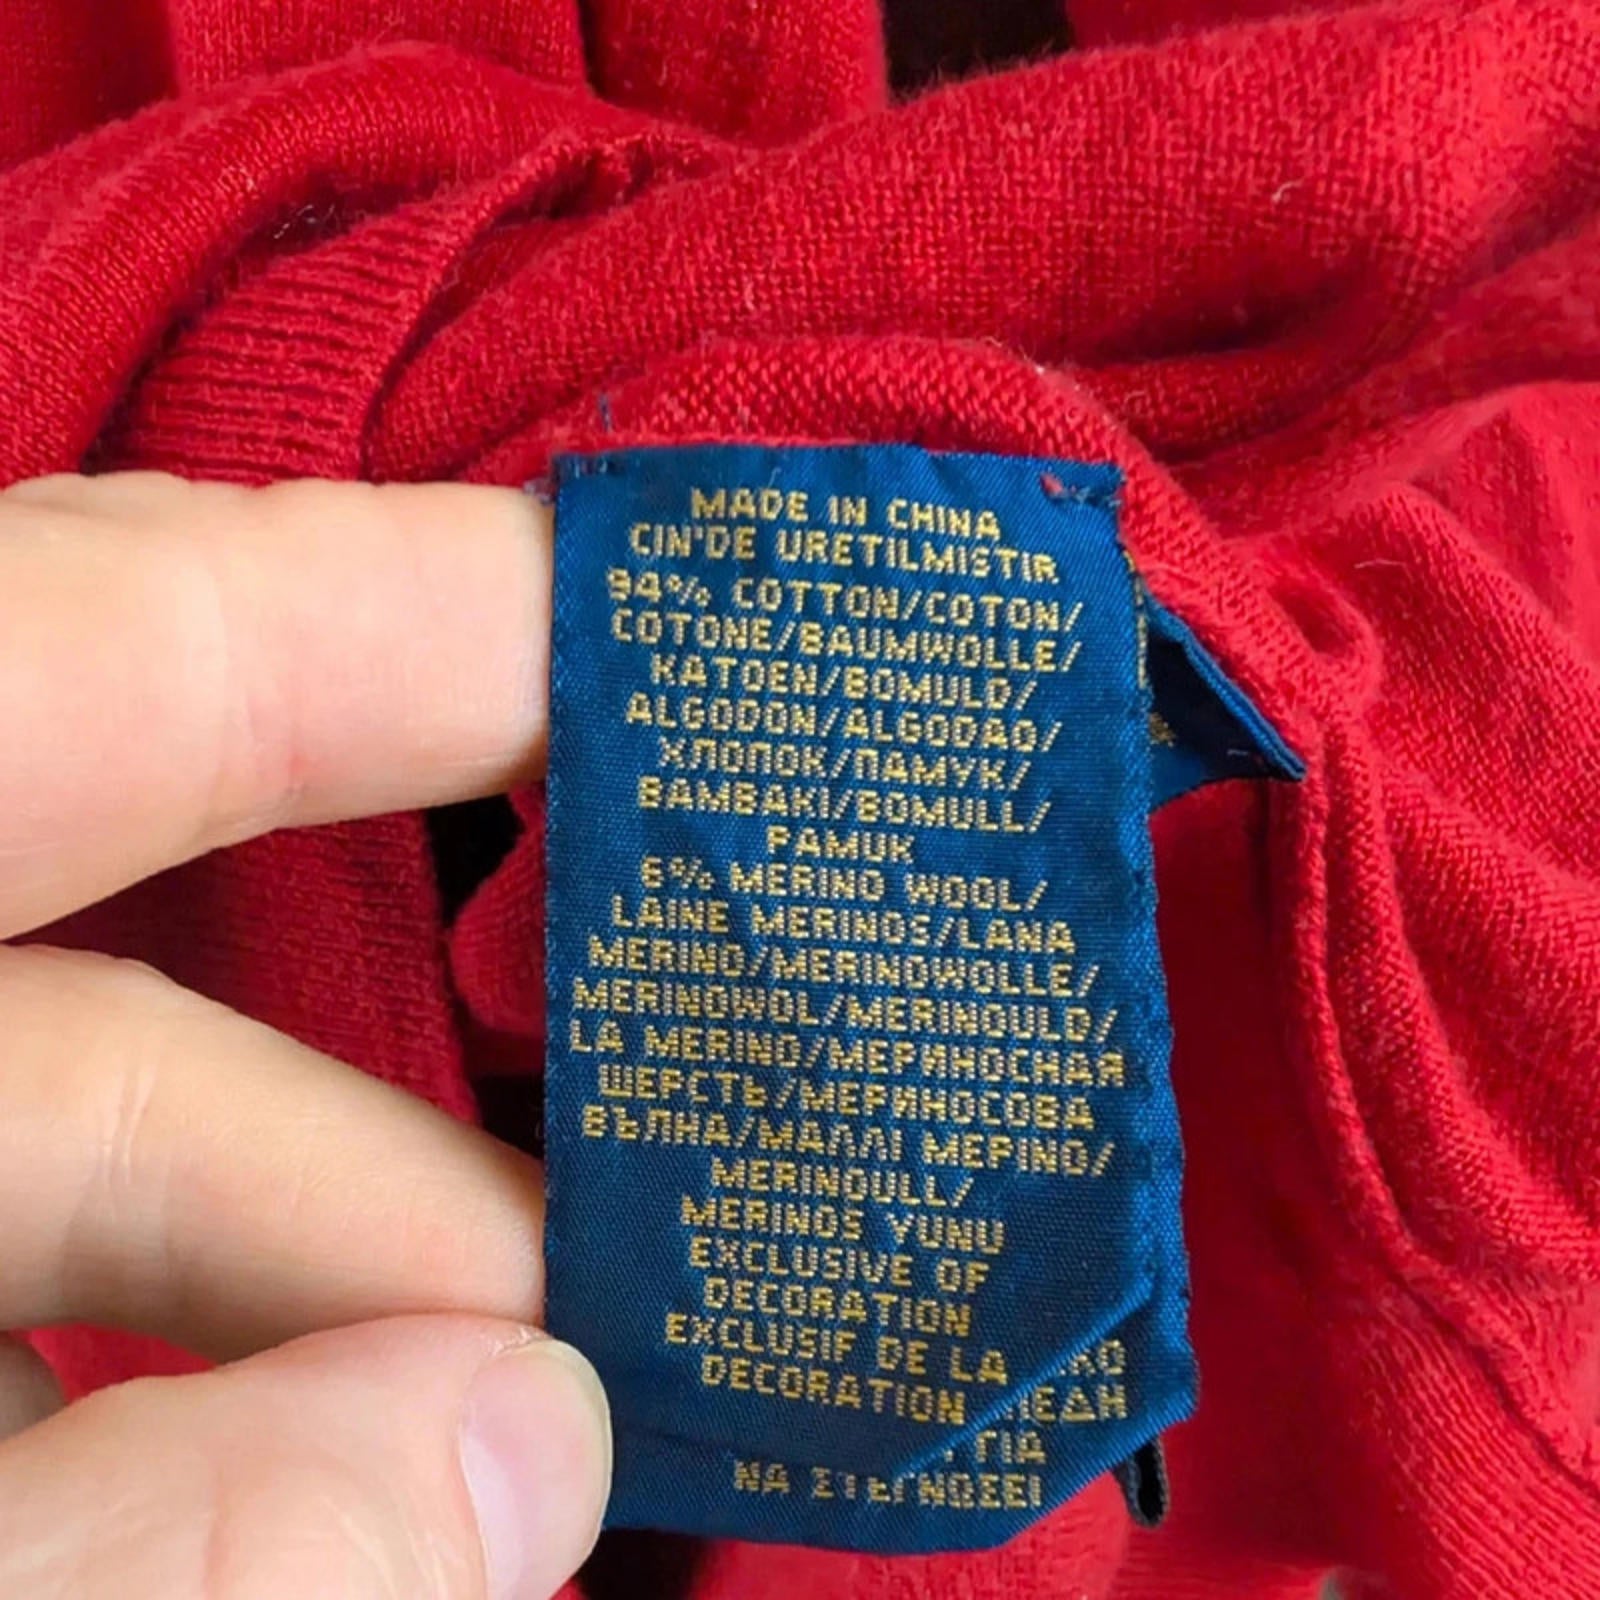 MADE IN CHINA
CIN'DE URETILMISTIR
94% COTTON/COTON/
COTONE/BAUMWOLLE/
KATOEN/BOMULD/
ALGODON/ALGODAO/
ХЛОПОК/ПАМУК/
BAMBAKI/BOMULL/
PAMUK
6% MERINO WOOL/
LAINE MERINOS/LANA
MERINO/MERINOWOLLE/
MERINOWOL/MERINOULD/
LA MERINO/МЕРИНОСНАЯ
ШЕРСТЬ/МЕРИНОСОВА
ВЪЛНА/ΜΑΛΛΙ ΜΕΡΙΝΟ/
MERINOULL/
MERINOS YUNU
EXCLUSIVE OF
DECORATION
EXCLUSIF DE LA
DECORATION
ΓΙΑ
ΝΑ